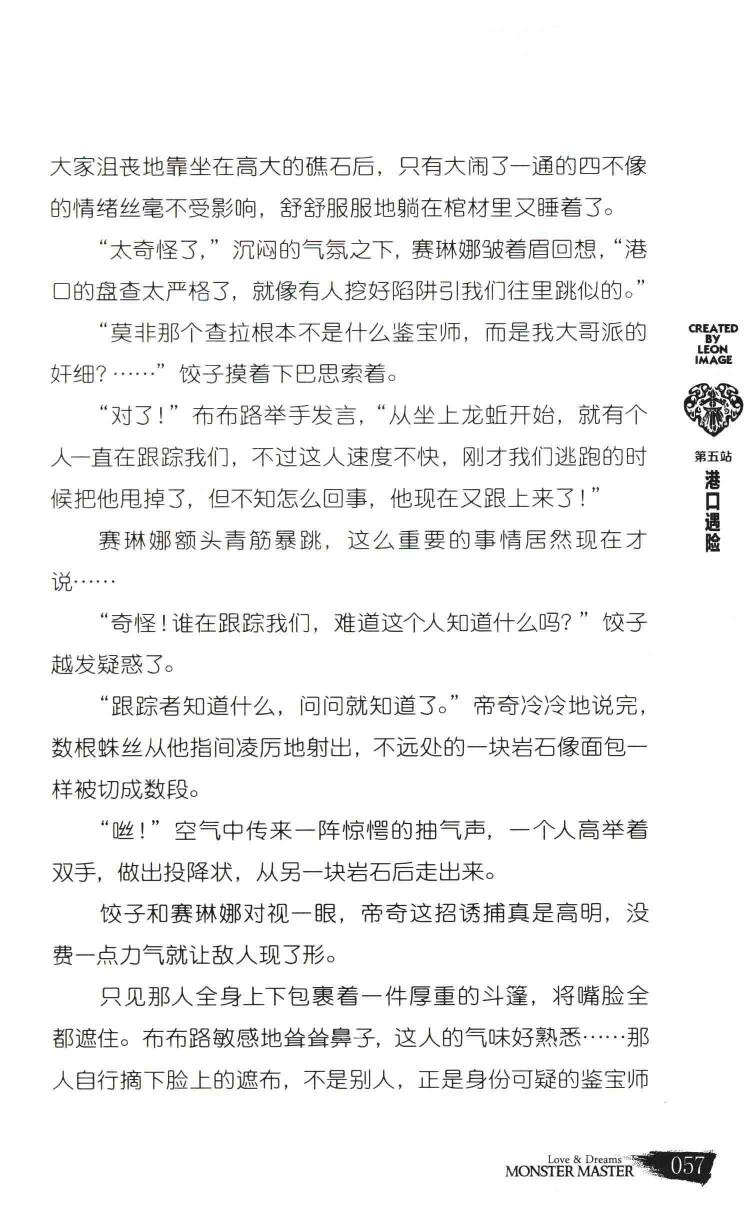 大家沮丧地靠坐在高大的礁石后，只有大闹了一通的四不像
的情绪丝毫不受影响，舒舒服服地躺在棺材里又睡着了。
“太奇怪了，”沉闷的气氛之下，赛琳娜皱着眉回想，“港
口的盘查太严格了，就像有人挖好陷阱引我们往里跳似的。”
“莫非那个查拉根本不是什么鉴宝师，而是我大哥派的
奸细？……”饺子摸着下巴思索着。
“对了！”布布路举手发言，“从坐上龙蚯开始，就有个
人一直在跟踪我们，不过这人速度不快，刚才我们逃跑的时
候把他甩掉了，但不知怎么回事，他现在又跟上来了！”
赛琳娜额头青筋暴跳，这么重要的事情居然现在才
说……
“奇怪！谁在跟踪我们，难道这个人知道什么吗？”饺子
越发疑惑了。
“跟踪者知道什么，问问就知道了。”帝奇冷冷地说完，
数根蛛丝从他指间凌厉地射出，不远处的一块岩石像面包一
样被切成数段。
“咝！”空气中传来一阵惊愕的抽气声，一个人高举着
双手，做出投降状，从另一块岩石后走出来。
饺子和赛琳娜对视一眼，帝奇这招诱捕真是高明，没
费一点力气就让敌人现了形。
只见那人全身上下包裹着一件厚重的斗篷，将嘴脸全
都遮住。布布路敏感地耸耸鼻子，这人的气味好熟悉……那
人自行摘下脸上的遮布，不是别人，正是身份可疑的鉴宝师
CREATED
BY
LEON
IMAGE
第五站
港口遇险
Love & Dreams
MONSTER MASTER
057